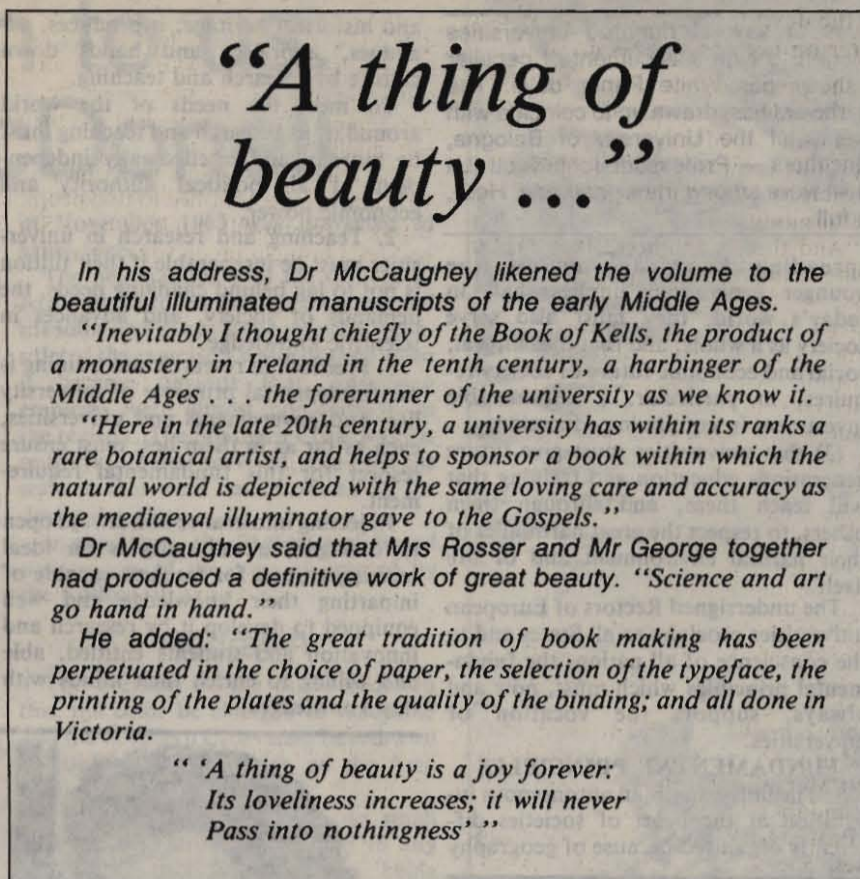 “A thing of
beauty ...”
In his address, Dr McCaughey likened the volume to the
beautiful illuminated manuscripts of the early Middle Ages.
“Inevitably I thought chiefly of the Book of Kells, the product of
a monastery in Ireland in the tenth century, a harbinger of the
Middle Ages . . . the forerunner of the university as we know it.
“Here in the late 20th century, a university has within its ranks a
rare botanical artist, and helps to sponsor a book within which the
natural world is depicted with the same loving care and accuracy as
the mediaeval illuminator gave to the Gospels.”
Dr McCaughey said that Mrs Rosser and Mr George together
had produced a definitive work of great beauty. “Science and art
go hand in hand.”
He added: “The great tradition of book making has been
perpetuated in the choice of paper, the selection of the typeface, the
printing of the plates and the quality of the binding; and all done in
Victoria.
“ ‘A thing of beauty is a joy forever:
Its loveliness increases; it will never
Pass into nothingness’ ”